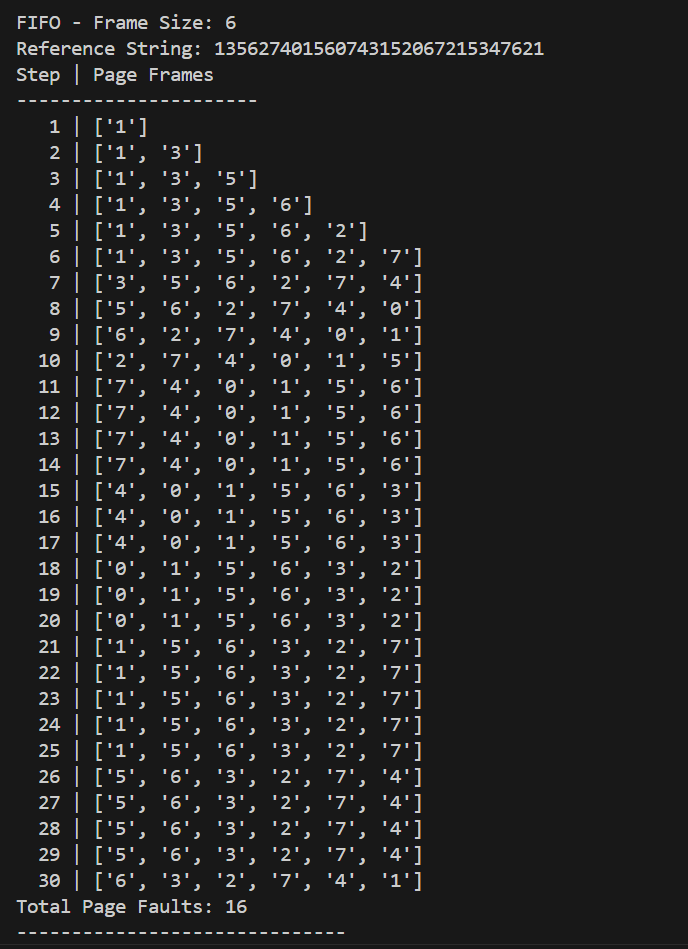 FIFO - Frame Size: 6
Reference String: 135627401560743152067215347621
Step | Page Frames
----------------------
   1 | ['1']
   2 | ['1', '3']
   3 | ['1', '3', '5']
   4 | ['1', '3', '5', '6']
   5 | ['1', '3', '5', '6', '2']
   6 | ['1', '3', '5', '6', '2', '7']
   7 | ['3', '5', '6', '2', '7', '4']
   8 | ['5', '6', '2', '7', '4', '0']
   9 | ['6', '2', '7', '4', '0', '1']
  10 | ['2', '7', '4', '0', '1', '5']
  11 | ['7', '4', '0', '1', '5', '6']
  12 | ['7', '4', '0', '1', '5', '6']
  13 | ['7', '4', '0', '1', '5', '6']
  14 | ['7', '4', '0', '1', '5', '6']
  15 | ['4', '0', '1', '5', '6', '3']
  16 | ['4', '0', '1', '5', '6', '3']
  17 | ['4', '0', '1', '5', '6', '3']
  18 | ['0', '1', '5', '6', '3', '2']
  19 | ['0', '1', '5', '6', '3', '2']
  20 | ['0', '1', '5', '6', '3', '2']
  21 | ['1', '5', '6', '3', '2', '7']
  22 | ['1', '5', '6', '3', '2', '7']
  23 | ['1', '5', '6', '3', '2', '7']
  24 | ['1', '5', '6', '3', '2', '7']
  25 | ['1', '5', '6', '3', '2', '7']
  26 | ['5', '6', '3', '2', '7', '4']
  27 | ['5', '6', '3', '2', '7', '4']
  28 | ['5', '6', '3', '2', '7', '4']
  29 | ['5', '6', '3', '2', '7', '4']
  30 | ['6', '3', '2', '7', '4', '1']
Total Page Faults: 16
------------------------------